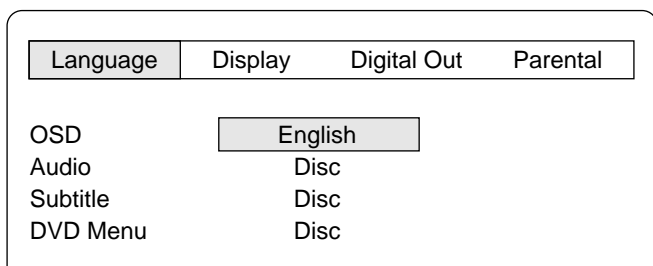 Language Display Digital Out Parental
OSD English
Audio Disc
Subtitle Disc
DVD Menu Disc